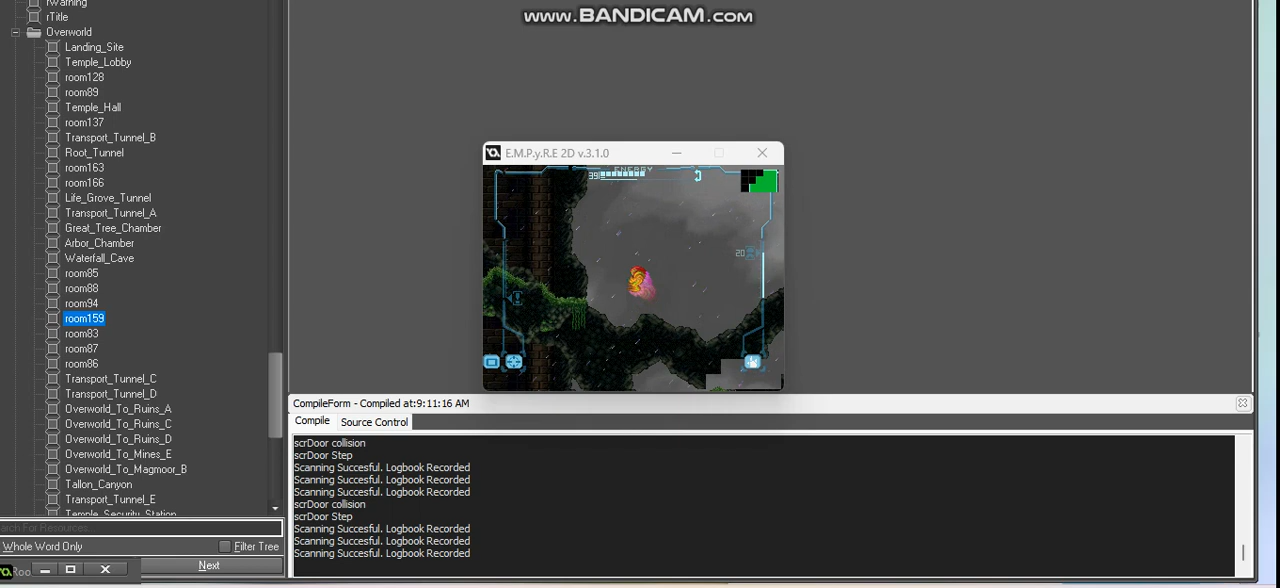 www.BANDICAM.com
rWarning
rTitle
Overworld
Landing_Site
Temple_Lobby
room128
room89
Temple_Hall
room137
Transport_Tunnel_B
Root_Tunnel
room163
room166
Life_Grove_Tunnel
Transport_Tunnel_A
Great_Tree_Chamber
Arbor_Chamber
Waterfall_Cave
room85
room88
room94
room159
room83
room87
room86
Transport_Tunnel_C
Transport_Tunnel_D
Overworld_To_Ruins_A
Overworld_To_Ruins_C
Overworld_To_Ruins_D
Overworld_To_Mines_E
Overworld_To_Magmoor_B
Tallon_Canyon
Transport_Tunnel_E
Temple_Security_Station
Whole Word Only
Filter Tree
Next
Roo
E.M.P.y.R.E 2D v.3.1.0
ENERGY
39
20
CompileForm - Compiled at:9:11:16 AM
Compile
Source Control
scrDoor collision
scrDoor Step
Scanning Succesful. Logbook Recorded
Scanning Succesful. Logbook Recorded
Scanning Succesful. Logbook Recorded
scrDoor collision
scrDoor Step
Scanning Succesful. Logbook Recorded
Scanning Succesful. Logbook Recorded
Scanning Succesful. Logbook Recorded